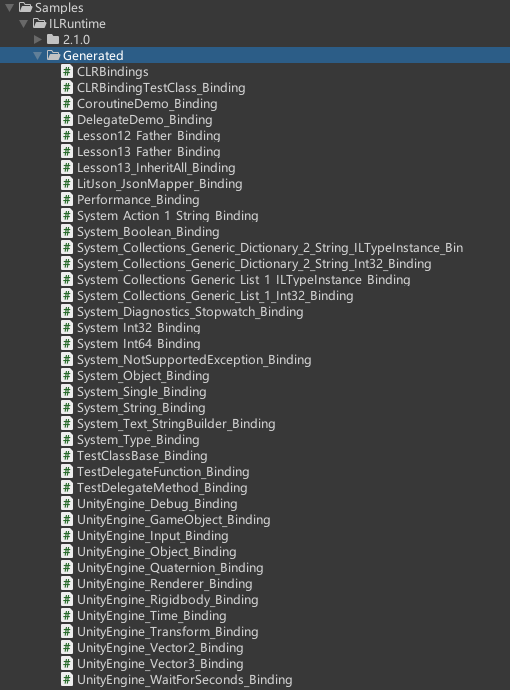 Samples
ILRuntime
2.1.0
Generated
CLRBindings
CLRBindingTestClass_Binding
CoroutineDemo_Binding
DelegateDemo_Binding
Lesson12_Father_Binding
Lesson13_Father_Binding
Lesson13_InheritAll_Binding
LitJson_JsonMapper_Binding
Performance_Binding
System_Action_1_String_Binding
System_Boolean_Binding
System_Collections_Generic_Dictionary_2_String_ILTypeInstance_Bin
System_Collections_Generic_Dictionary_2_String_Int32_Binding
System_Collections_Generic_List_1_ILTypeInstance_Binding
System_Collections_Generic_List_1_Int32_Binding
System_Diagnostics_Stopwatch_Binding
System_Int32_Binding
System_Int64_Binding
System_NotSupportedException_Binding
System_Object_Binding
System_Single_Binding
System_String_Binding
System_Text_StringBuilder_Binding
System_Type_Binding
TestClassBase_Binding
TestDelegateFunction_Binding
TestDelegateMethod_Binding
UnityEngine_Debug_Binding
UnityEngine_GameObject_Binding
UnityEngine_Input_Binding
UnityEngine_Object_Binding
UnityEngine_Quaternion_Binding
UnityEngine_Renderer_Binding
UnityEngine_Rigidbody_Binding
UnityEngine_Time_Binding
UnityEngine_Transform_Binding
UnityEngine_Vector2_Binding
UnityEngine_Vector3_Binding
UnityEngine_WaitForSeconds_Binding